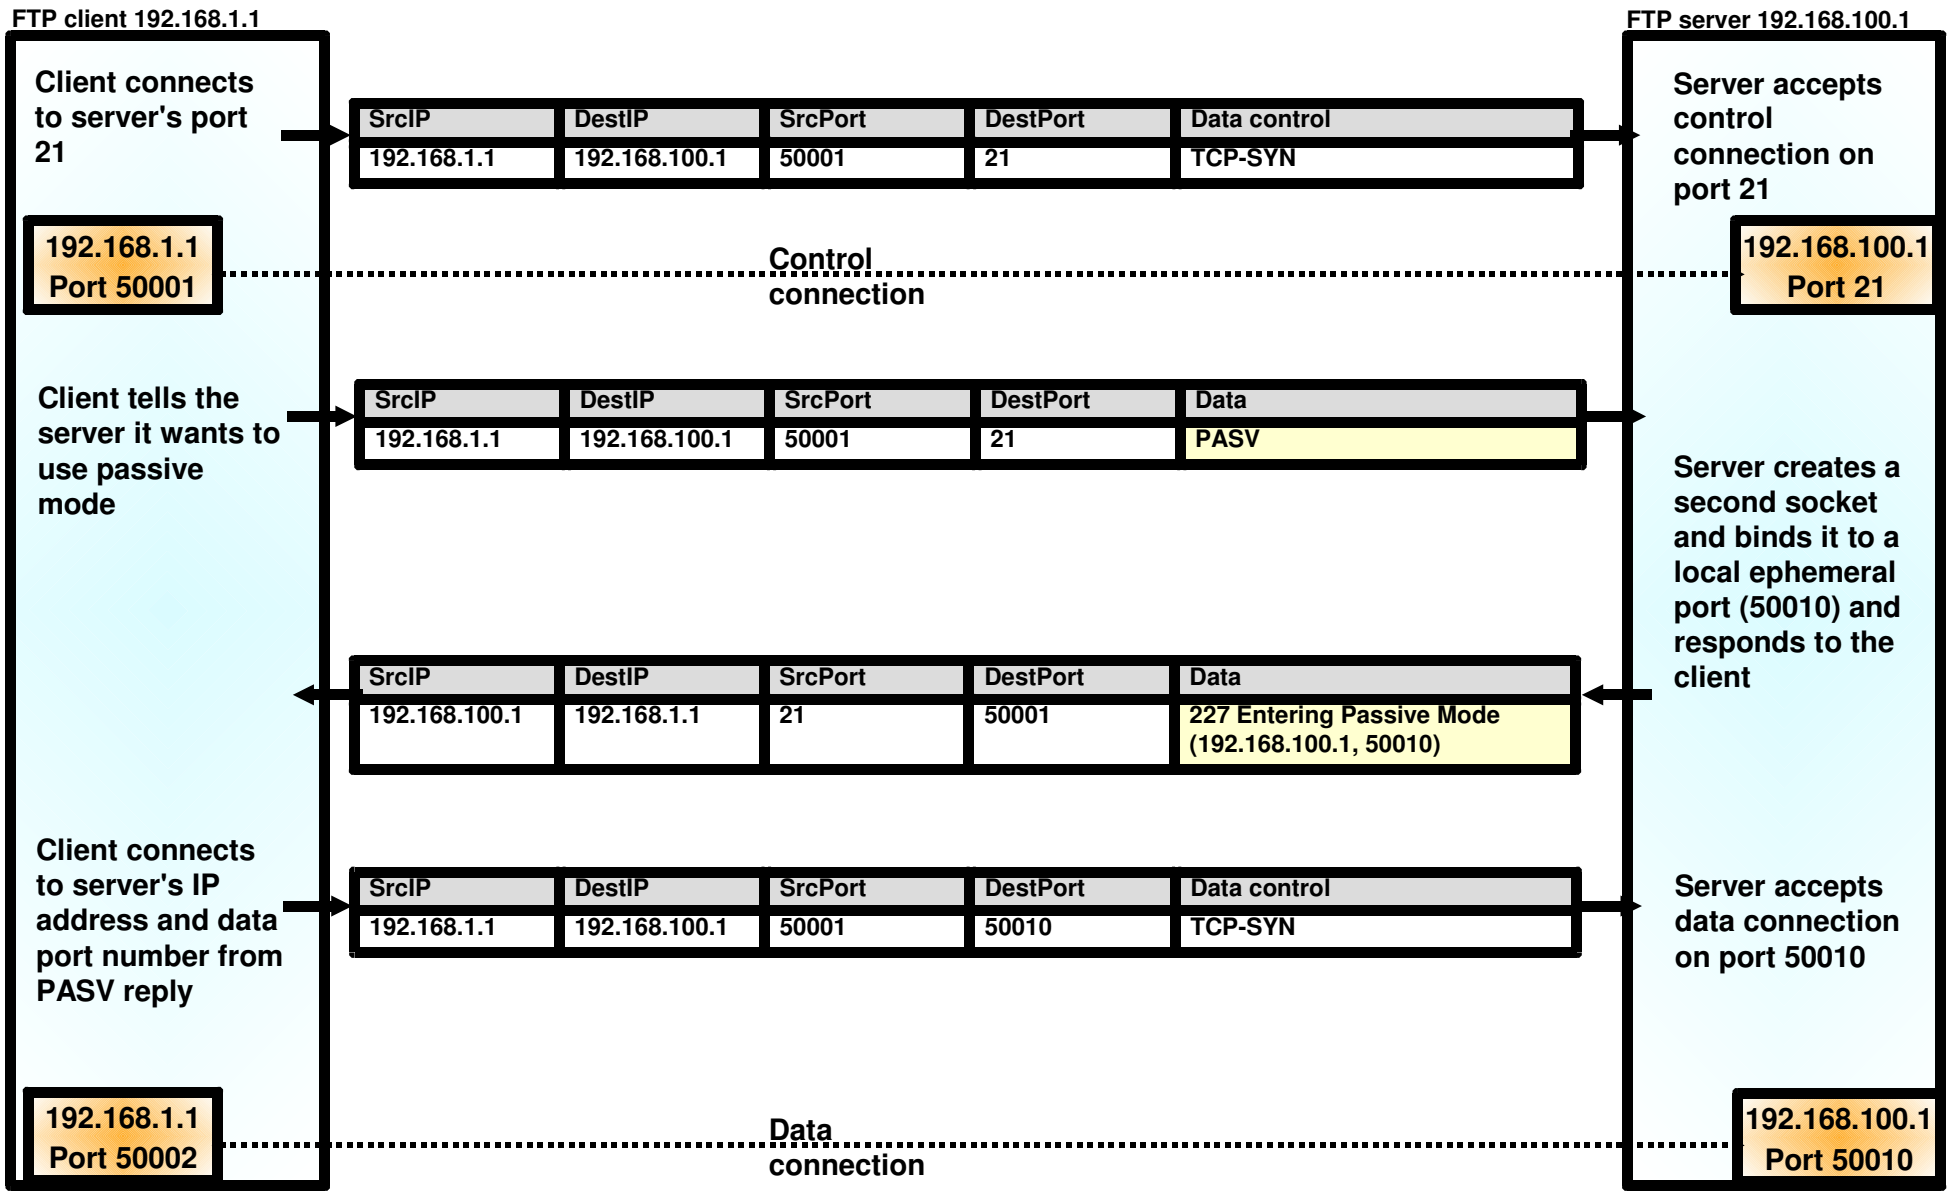 FTP client 192.168.1.1
FTP server 192.168.100.1
Client connects
to server's port
21
SrcIP DestIP SrcPort DestPort Data control
192.168.1.1 192.168.100.1 50001 21 TCP-SYN
Server accepts
control
connection on
port 21
192.168.1.1
Port 50001
Control
connection
192.168.100.1
Port 21
Client tells the
server it wants to
use passive
mode
SrcIP DestIP SrcPort DestPort Data
192.168.1.1 192.168.100.1 50001 21 PASV
Server creates a
second socket
and binds it to a
local ephemeral
port (50010) and
responds to the
client
SrcIP DestIP SrcPort DestPort Data
192.168.100.1 192.168.1.1 21 50001 227 Entering Passive Mode
(192.168.100.1, 50010)
Client connects
to server's IP
address and data
port number from
PASV reply
SrcIP DestIP SrcPort DestPort Data control
192.168.1.1 192.168.100.1 50001 50010 TCP-SYN
Server accepts
data connection
on port 50010
192.168.1.1
Port 50002
Data
connection
192.168.100.1
Port 50010